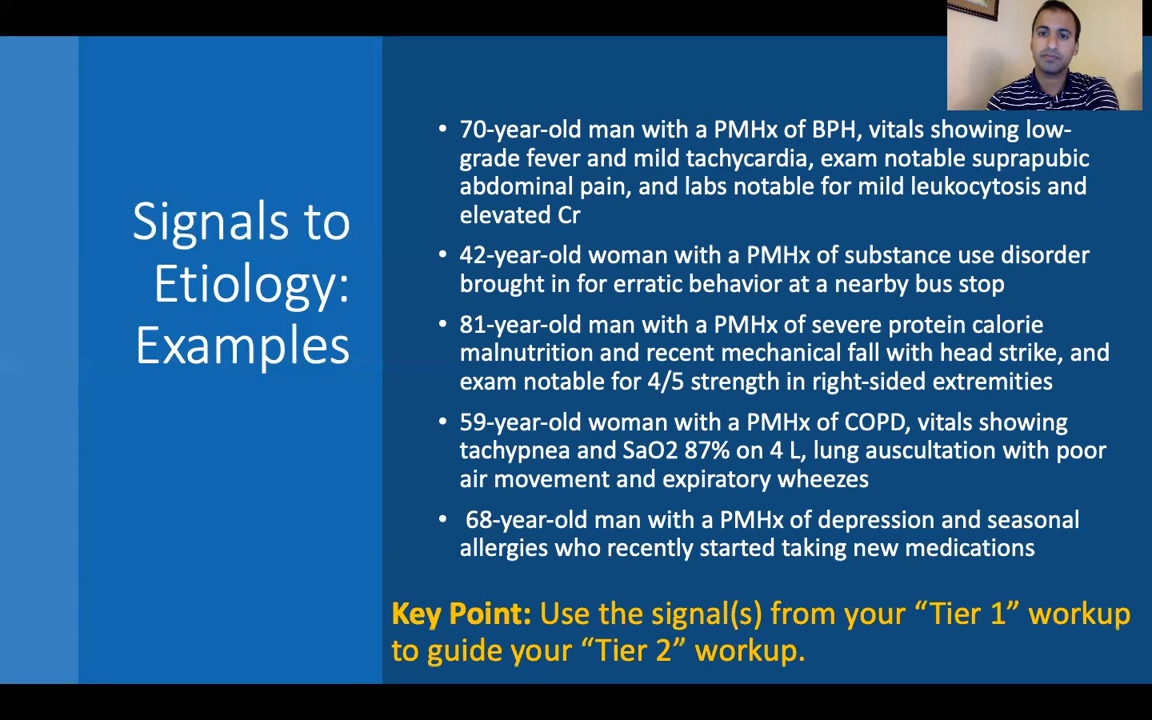 Signals to
Etiology:
Examples
• 70-year-old man with a PMHx of BPH, vitals showing low-
grade fever and mild tachycardia, exam notable suprapubic
abdominal pain, and labs notable for mild leukocytosis and
elevated Cr
• 42-year-old woman with a PMHx of substance use disorder
brought in for erratic behavior at a nearby bus stop
• 81-year-old man with a PMHx of severe protein calorie
malnutrition and recent mechanical fall with head strike, and
exam notable for 4/5 strength in right-sided extremities
• 59-year-old woman with a PMHx of COPD, vitals showing
tachypnea and SaO2 87% on 4 L, lung auscultation with poor
air movement and expiratory wheezes
• 68-year-old man with a PMHx of depression and seasonal
allergies who recently started taking new medications
Key Point: Use the signal(s) from your “Tier 1” workup
to guide your “Tier 2” workup.